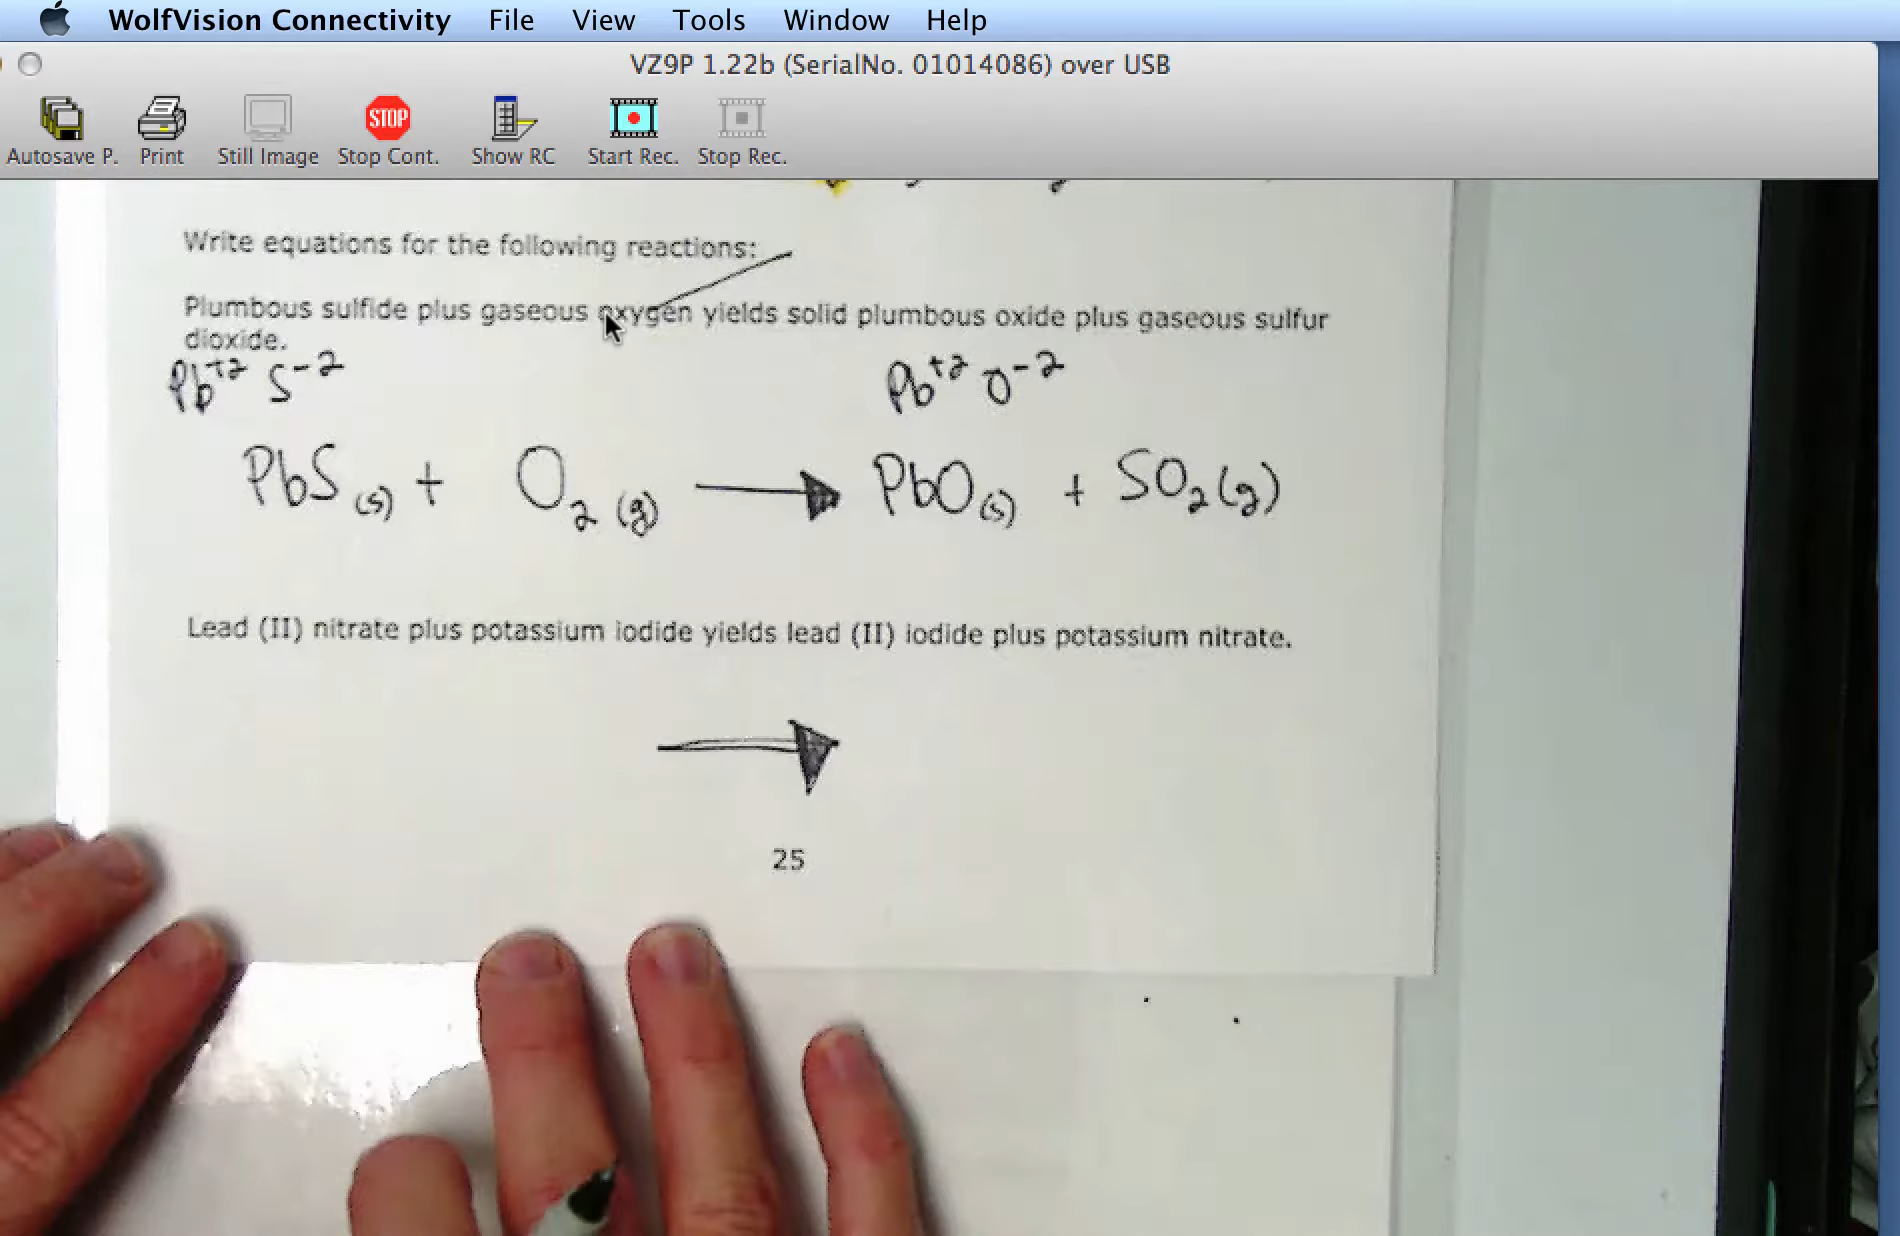 WolfVision Connectivity File View Tools Window Help
VZ9P 1.22b (SerialNo. 01014086) over USB
Autosave P. Print Still Image Stop Cont. Show RC Start Rec. Stop Rec.
STOP
Write equations for the following reactions:
Plumbous sulfide plus gaseous oxygen yields solid plumbous oxide plus gaseous sulfur
dioxide.
Pb⁺² S⁻² Pb⁺² O⁻²
PbS(s) + O₂(g) → PbO(s) + SO₂(g)
Lead (II) nitrate plus potassium iodide yields lead (II) iodide plus potassium nitrate.
→
25